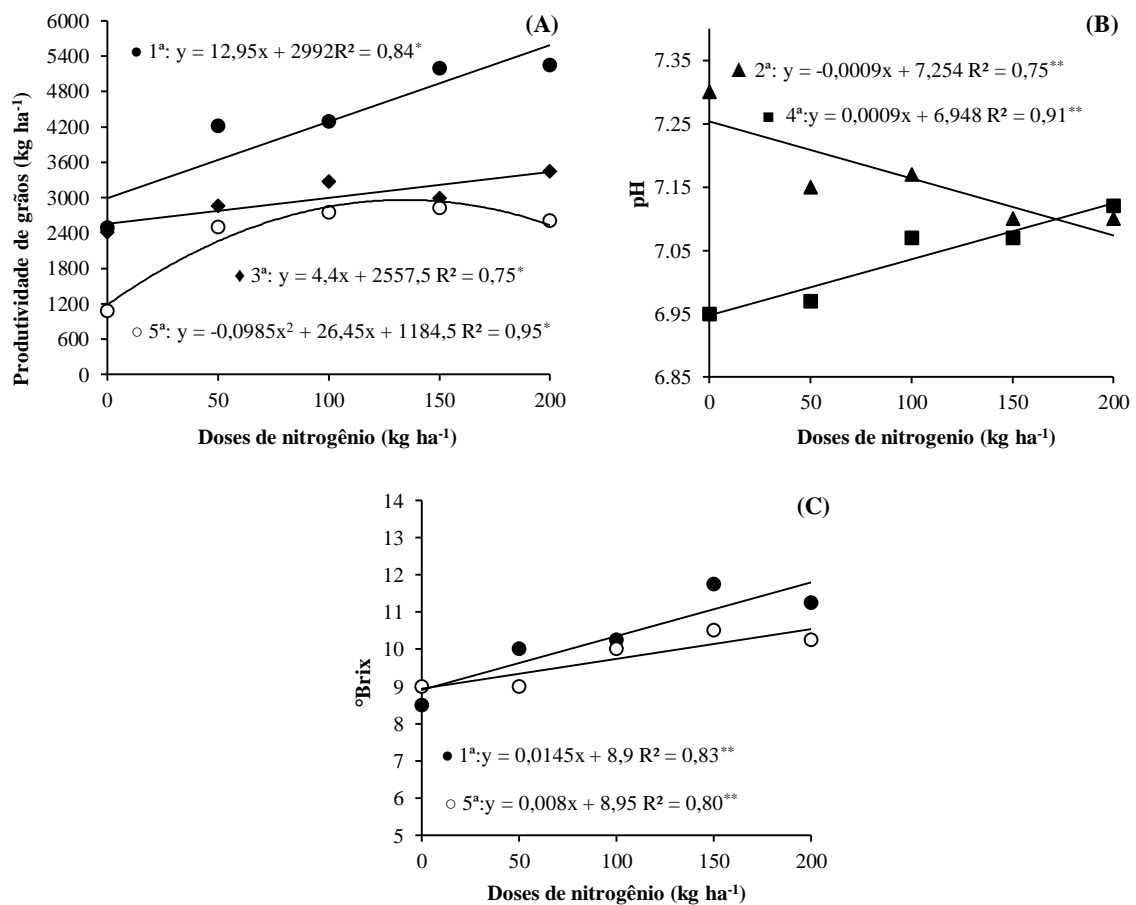 (A)
6000
5400
4800
4200
3600
3000
2400
1800
1200
600
0
Produtividade de grãos (kg ha⁻¹)
1ª: y = 12,95x + 2992R² = 0,84*
3ª: y = 4,4x + 2557,5 R² = 0,75*
5ª: y = -0,0985x² + 26,45x + 1184,5 R² = 0,95*
0 50 100 150 200
Doses de nitrogênio (kg ha⁻¹)
(B)
7.35
7.25
7.15
7.05
6.95
6.85
pH
2ª: y = -0,0009x + 7,254 R² = 0,75**
4ª:y = 0,0009x + 6,948 R² = 0,91**
0 50 100 150 200
Doses de nitrogenio (kg ha⁻¹)
(C)
14
13
12
11
10
9
8
7
6
5
°Brix
1ª:y = 0,0145x + 8,9 R² = 0,83**
5ª:y = 0,008x + 8,95 R² = 0,80**
0 50 100 150 200
Doses de nitrogênio (kg ha⁻¹)